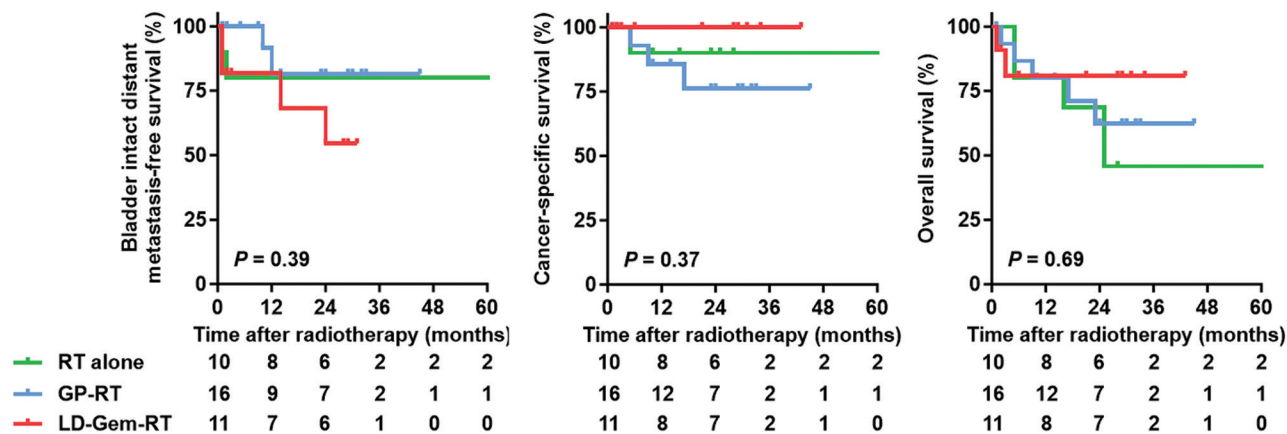 Bladder intact distant
metastasis-free survival (%)
100
75
50
25
0
P = 0.39
0 12 24 36 48 60
Time after radiotherapy (months)
Cancer-specific survival (%)
100
75
50
25
0
P = 0.37
0 12 24 36 48 60
Time after radiotherapy (months)
Overall survival (%)
100
75
50
25
0
P = 0.69
0 12 24 36 48 60
Time after radiotherapy (months)
RT alone 10 8 6 2 2 2 10 8 6 2 2 2 10 8 6 2 2 2
GP-RT 16 9 7 2 1 1 16 12 7 2 1 1 16 12 7 2 1 1
LD-Gem-RT 11 7 6 1 0 0 11 8 7 2 1 0 11 8 7 2 1 0